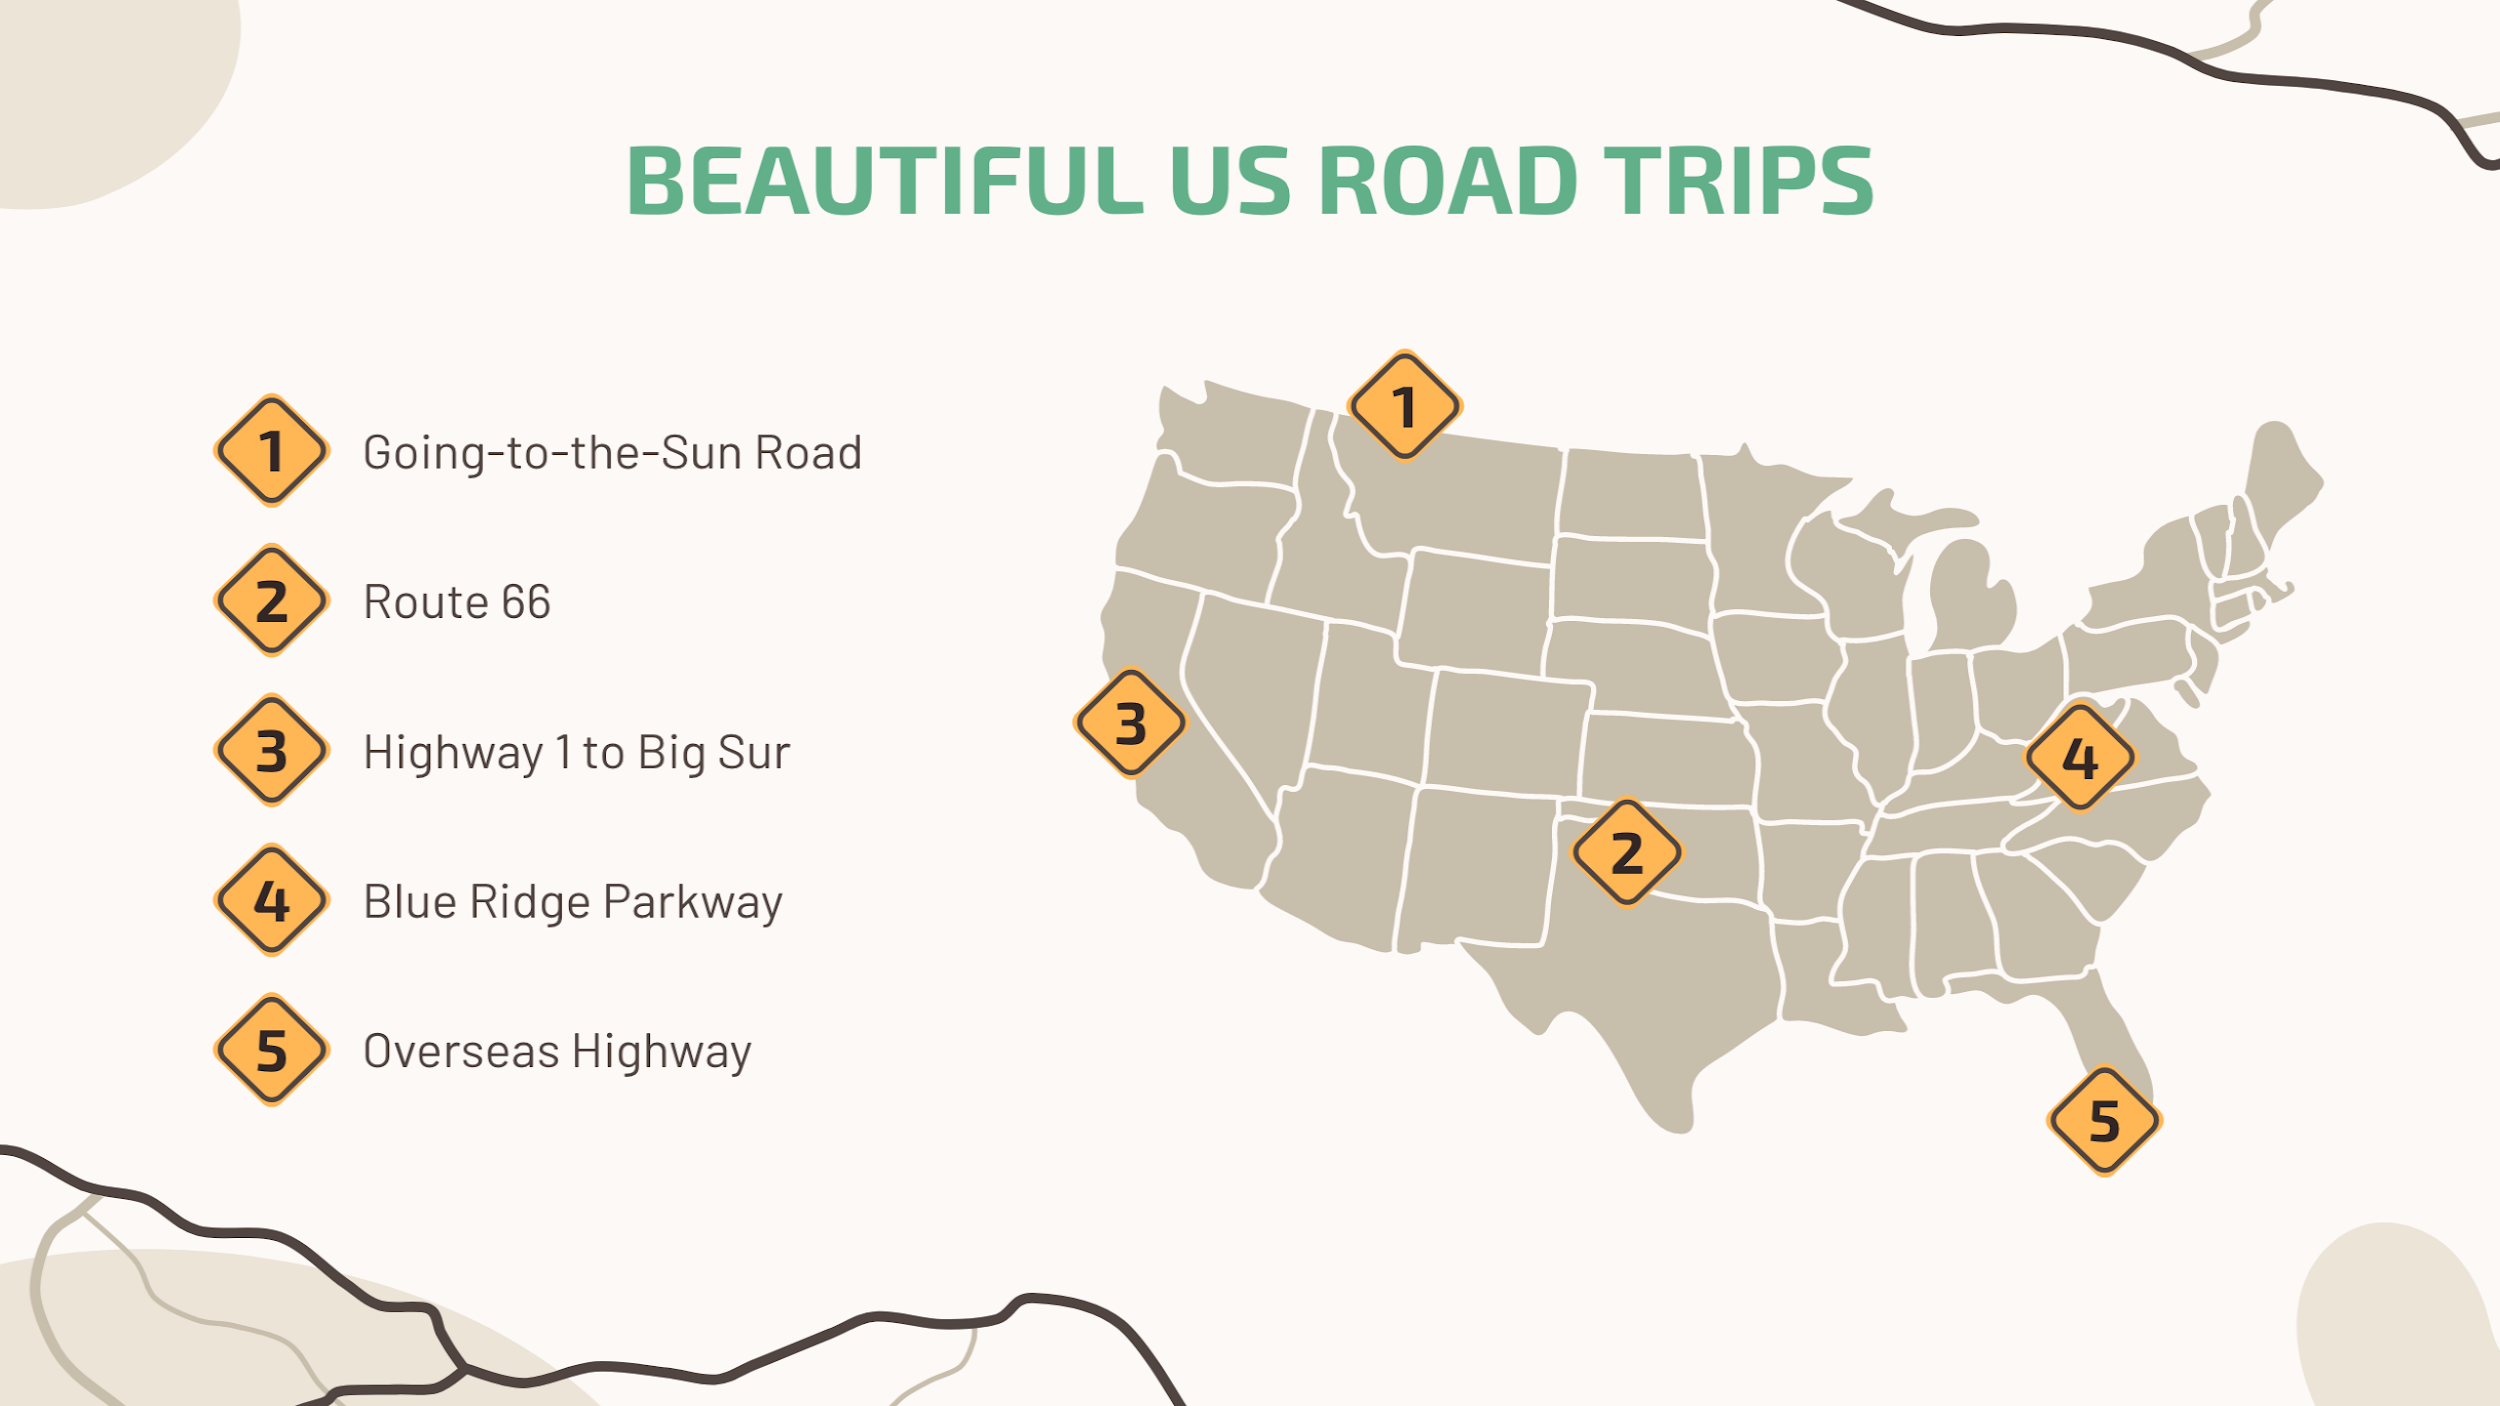 BEAUTIFUL US ROAD TRIPS
1 Going-to-the-Sun Road
2 Route 66
3 Highway 1 to Big Sur
4 Blue Ridge Parkway
5 Overseas Highway
1
3
4
2
5